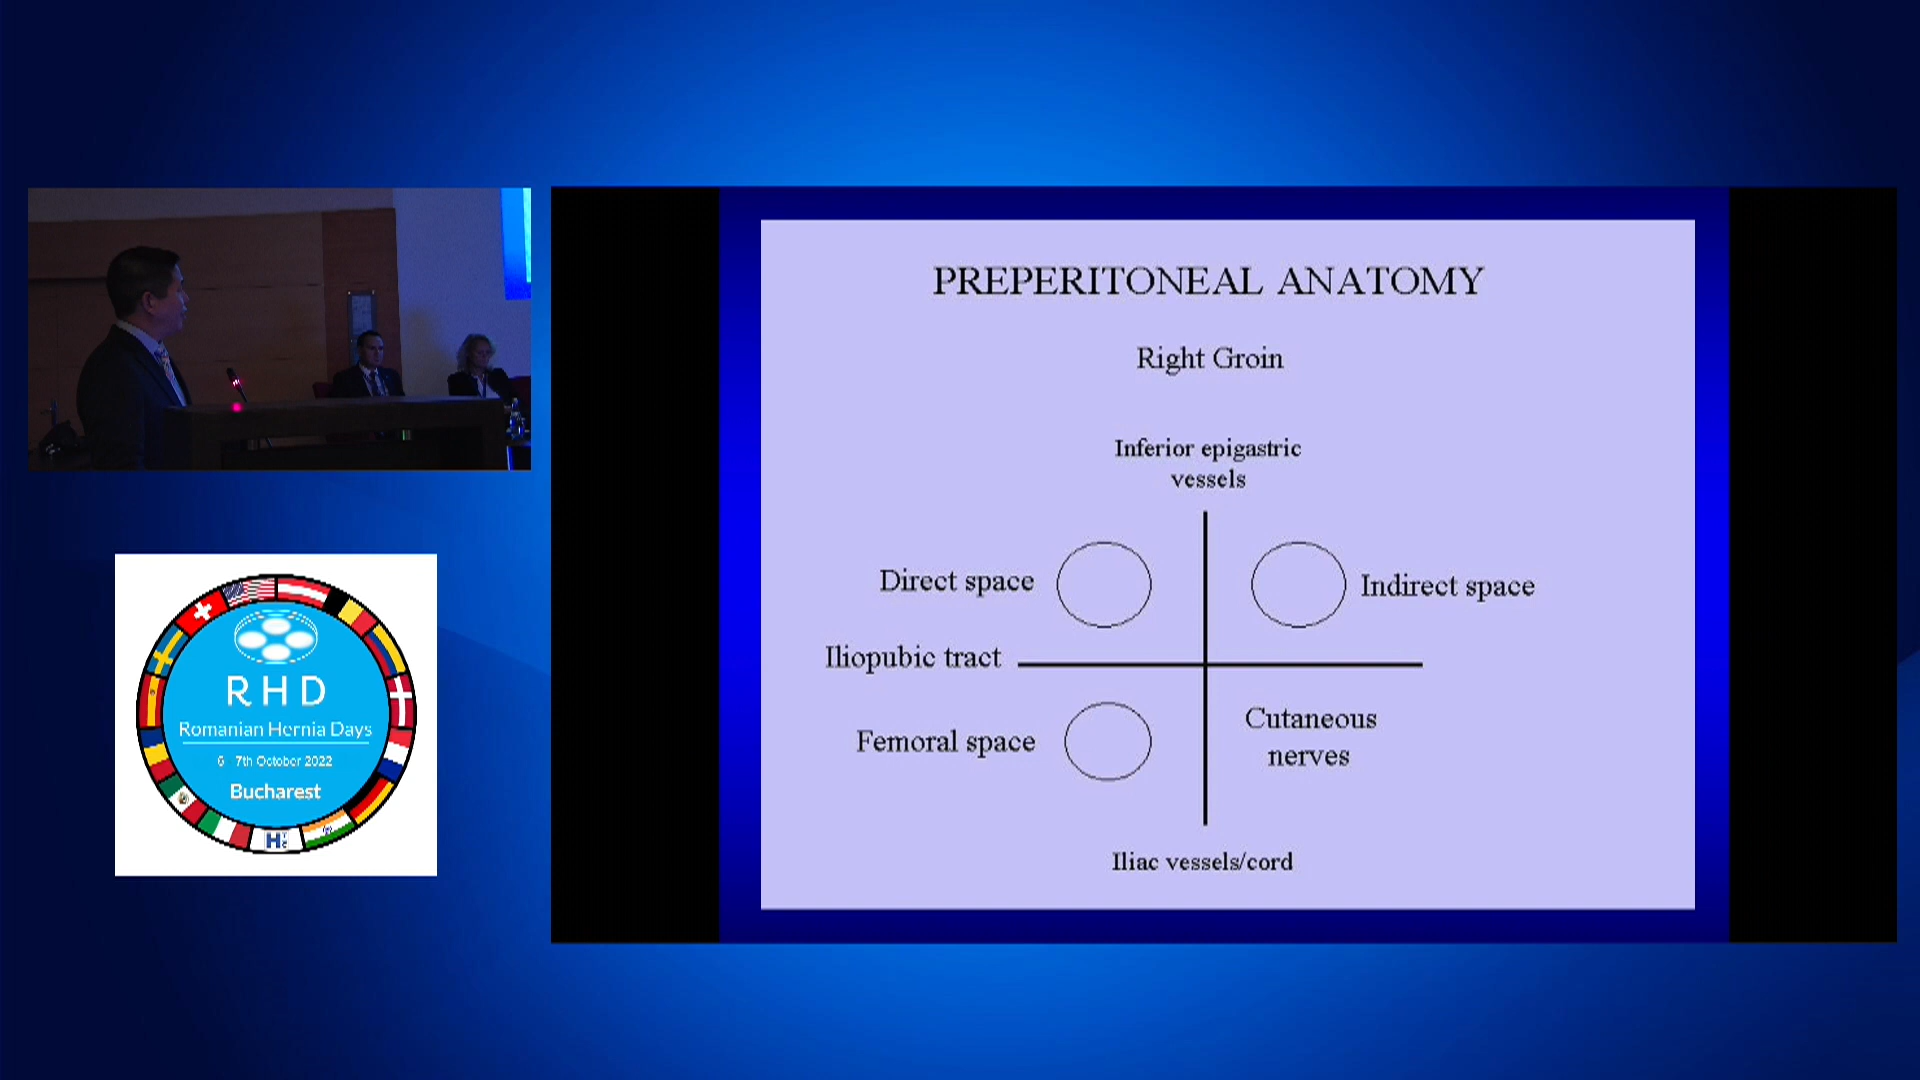 PREPERITONEAL ANATOMY
Right Groin
Inferior epigastric
vessels
Direct space
Indirect space
Iliopubic tract
Femoral space
Cutaneous
nerves
Iliac vessels/cord
RHD
Romanian Hernia Days
6 7th October 2022
Bucharest